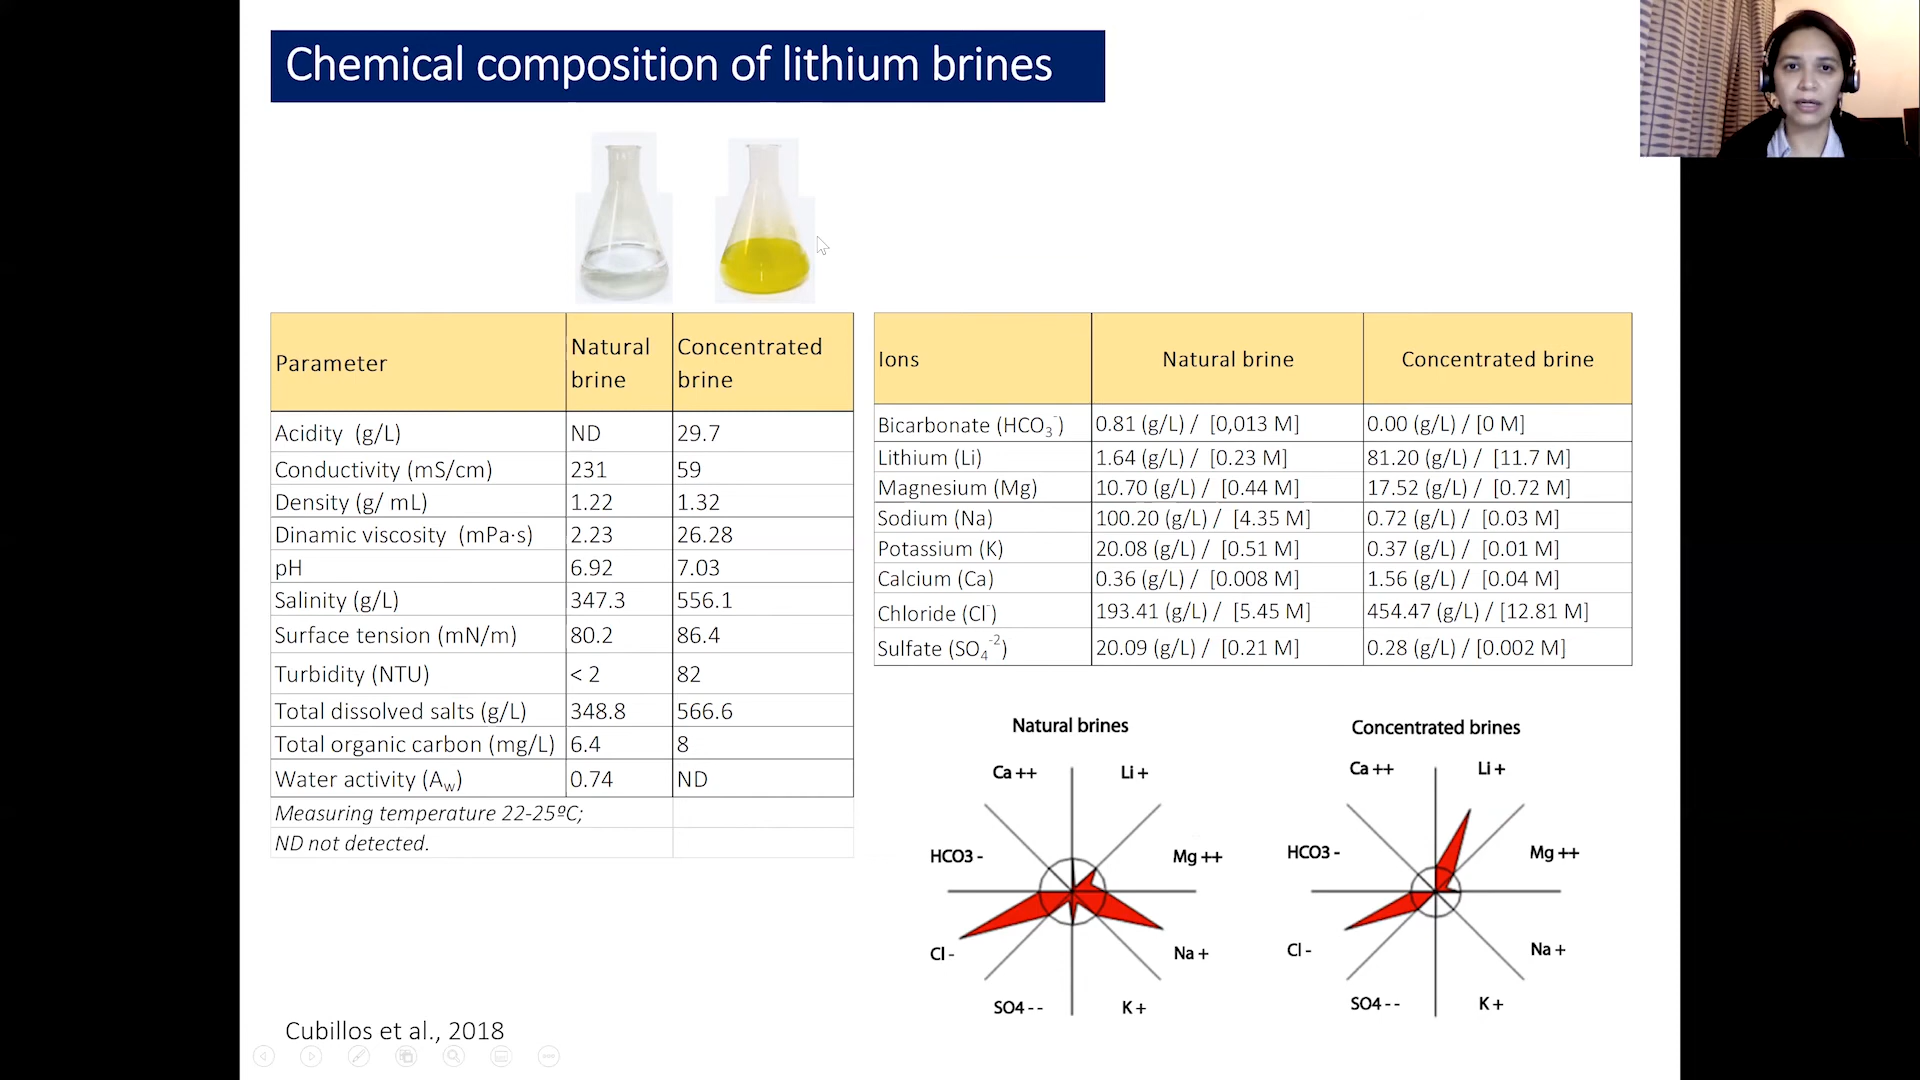 Chemical composition of lithium brines
Parameter Natural brine Concentrated brine
Acidity (g/L) ND 29.7
Conductivity (mS/cm) 231 59
Density (g/ mL) 1.22 1.32
Dinamic viscosity (mPa·s) 2.23 26.28
pH 6.92 7.03
Salinity (g/L) 347.3 556.1
Surface tension (mN/m) 80.2 86.4
Turbidity (NTU) < 2 82
Total dissolved salts (g/L) 348.8 566.6
Total organic carbon (mg/L) 6.4 8
Water activity (Aw) 0.74 ND
Measuring temperature 22-25ºC;
ND not detected.
Ions Natural brine Concentrated brine
Bicarbonate (HCO3-) 0.81 (g/L) / [0,013 M] 0.00 (g/L) / [0 M]
Lithium (Li) 1.64 (g/L) / [0.23 M] 81.20 (g/L) / [11.7 M]
Magnesium (Mg) 10.70 (g/L) / [0.44 M] 17.52 (g/L) / [0.72 M]
Sodium (Na) 100.20 (g/L) / [4.35 M] 0.72 (g/L) / [0.03 M]
Potassium (K) 20.08 (g/L) / [0.51 M] 0.37 (g/L) / [0.01 M]
Calcium (Ca) 0.36 (g/L) / [0.008 M] 1.56 (g/L) / [0.04 M]
Chloride (Cl-) 193.41 (g/L) / [5.45 M] 454.47 (g/L) / [12.81 M]
Sulfate (SO4-2) 20.09 (g/L) / [0.21 M] 0.28 (g/L) / [0.002 M]
Natural brines
Ca ++ Li +
HCO3 - Mg ++
Cl - Na +
SO4 - - K +
Concentrated brines
Ca ++ Li +
HCO3 - Mg ++
Cl - Na +
SO4 - - K +
Cubillos et al., 2018